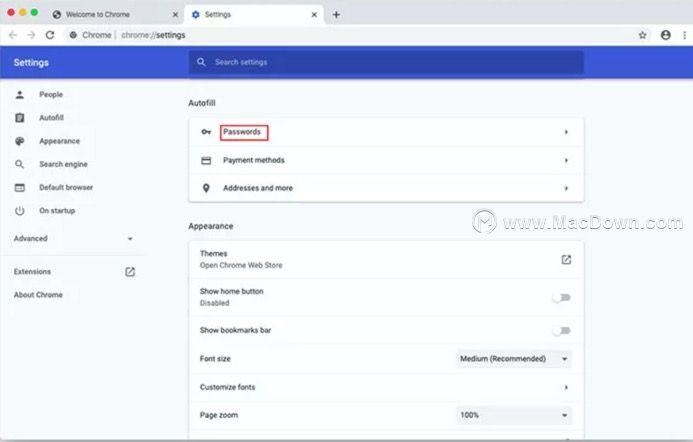 Welcome to Chrome
Settings
Chrome | chrome://settings
Settings
Search settings
People
Autofill
Appearance
Search engine
Default browser
On startup
Advanced
Extensions
About Chrome
Autofill
Passwords
Payment methods
Addresses and more
www.MacDown.com
Appearance
Themes
Open Chrome Web Store
Show home button
Disabled
Show bookmarks bar
Font size
Medium (Recommended)
Customize fonts
Page zoom
100%